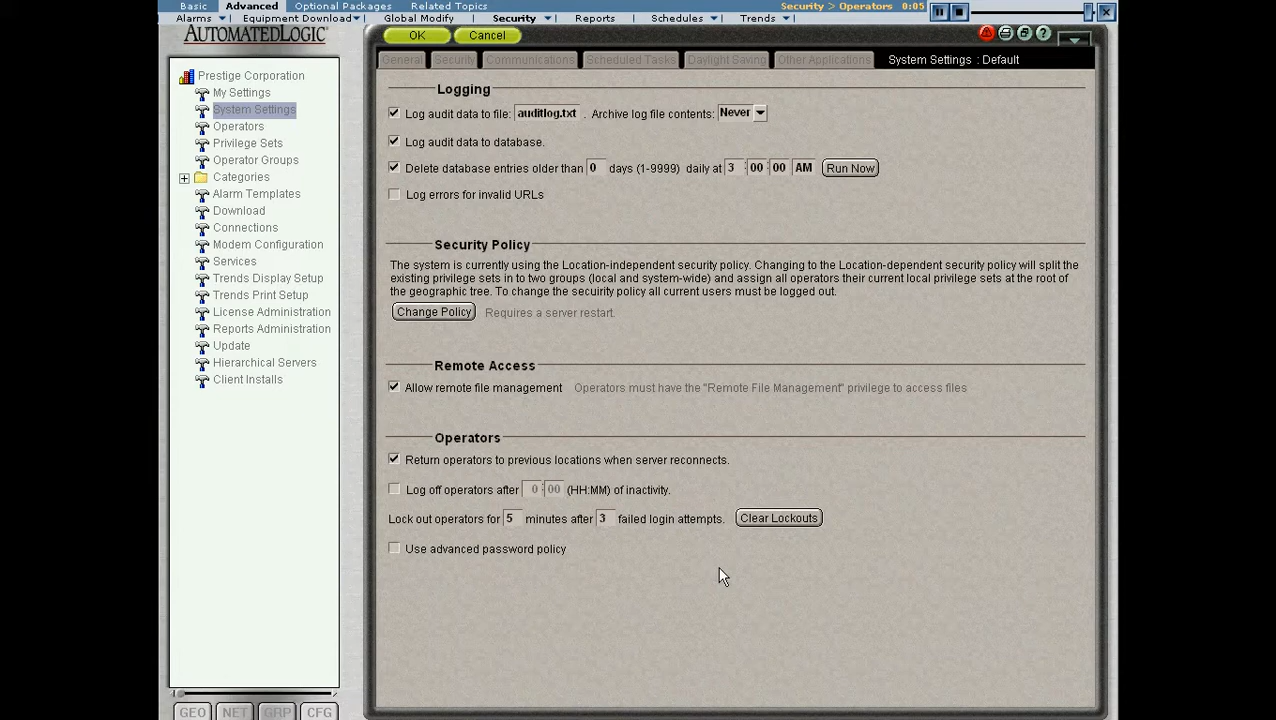 Basic Advanced Optional Packages Related Topics Security > Operators 0:05
Alarms Equipment Download Global Modify Security Reports Schedules Trends
AUTOMATEDLOGIC
OK Cancel
General Security Communications Scheduled Tasks Daylight Saving Other Applications System Settings : Default
Prestige Corporation
My Settings
System Settings
Operators
Privilege Sets
Operator Groups
Categories
Alarm Templates
Download
Connections
Modem Configuration
Services
Trends Display Setup
Trends Print Setup
License Administration
Reports Administration
Update
Hierarchical Servers
Client Installs
GEO NET GRP CFG
Logging
Log audit data to file: auditlog.txt . Archive log file contents: Never
Log audit data to database.
Delete database entries older than 0 days (1-9999) daily at 3 : 00 : 00 AM Run Now
Log errors for invalid URLs
Security Policy
The system is currently using the Location-independent security policy. Changing to the Location-dependent security policy will split the
existing privilege sets in to two groups (local and system-wide) and assign all operators their current local privilege sets at the root of
the geographic tree. To change the security policy all current users must be logged out.
Change Policy Requires a server restart.
Remote Access
Allow remote file management Operators must have the "Remote File Management" privilege to access files
Operators
Return operators to previous locations when server reconnects.
Log off operators after 0 : 00 (HH:MM) of inactivity.
Lock out operators for 5 minutes after 3 failed login attempts. Clear Lockouts
Use advanced password policy